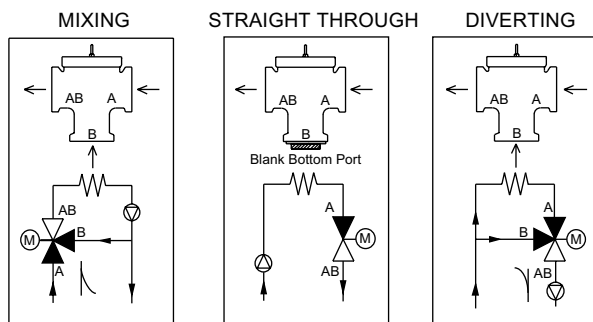 MIXING
AB A
B
AB
M B
A
STRAIGHT THROUGH
AB A
B
Blank Bottom Port
A
M
AB
DIVERTING
AB A
B
A
B M
AB